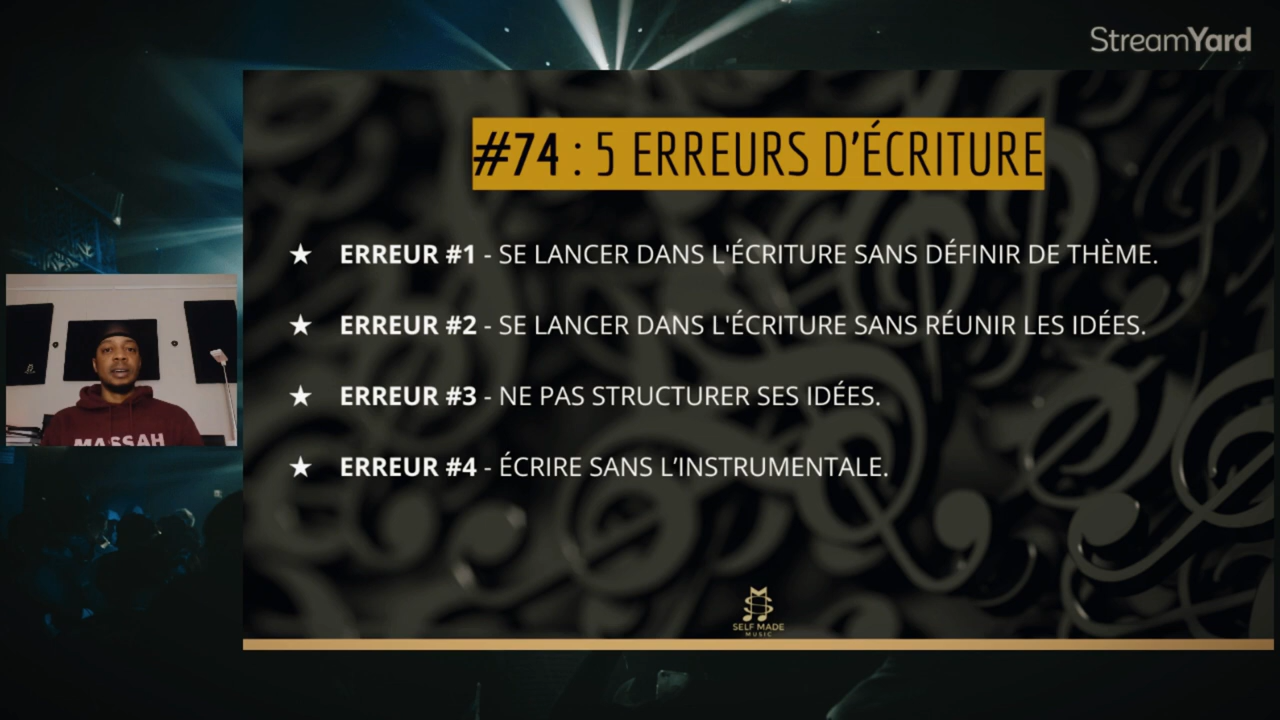 StreamYard
#74 : 5 ERREURS D'ÉCRITURE
★ ERREUR #1 - SE LANCER DANS L'ÉCRITURE SANS DÉFINIR DE THÈME.
★ ERREUR #2 - SE LANCER DANS L'ÉCRITURE SANS RÉUNIR LES IDÉES.
★ ERREUR #3 - NE PAS STRUCTURER SES IDÉES.
★ ERREUR #4 - ÉCRIRE SANS L’INSTRUMENTALE.
MASSAH
SELF MADE
MUSIC